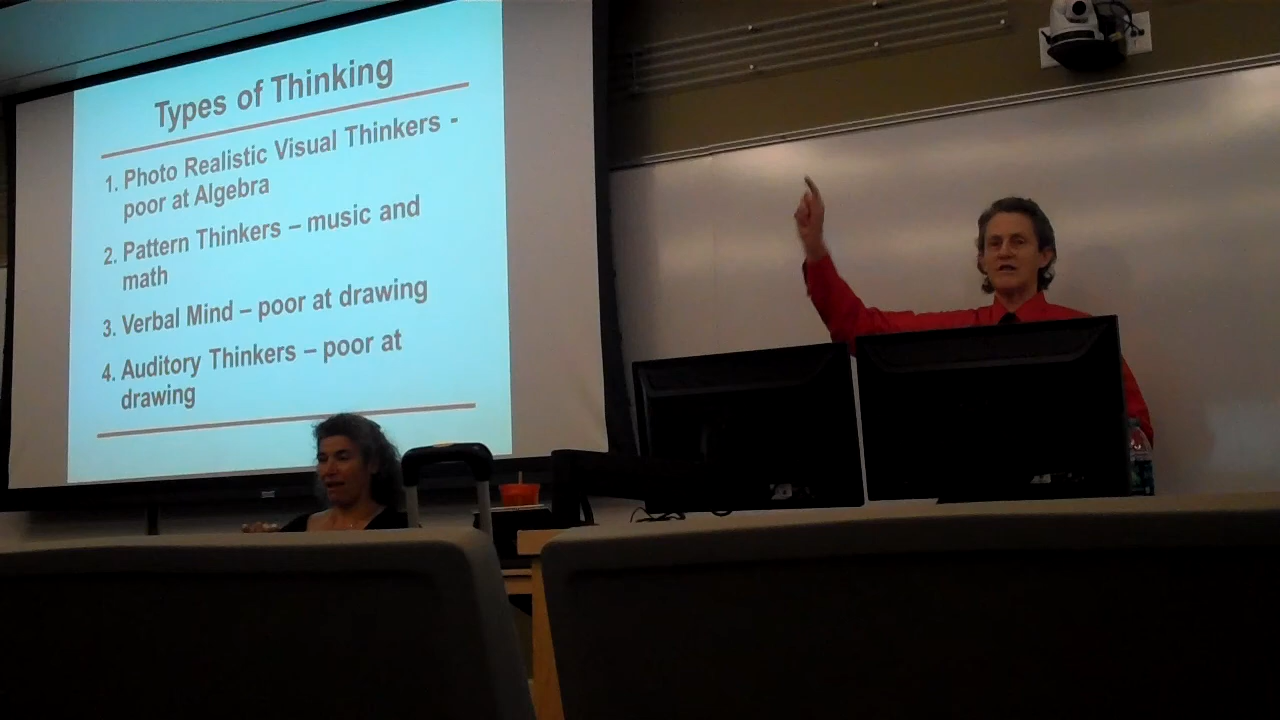 Types of Thinking
1. Photo Realistic Visual Thinkers -
poor at Algebra
2. Pattern Thinkers – music and
math
3. Verbal Mind – poor at drawing
4. Auditory Thinkers – poor at
drawing